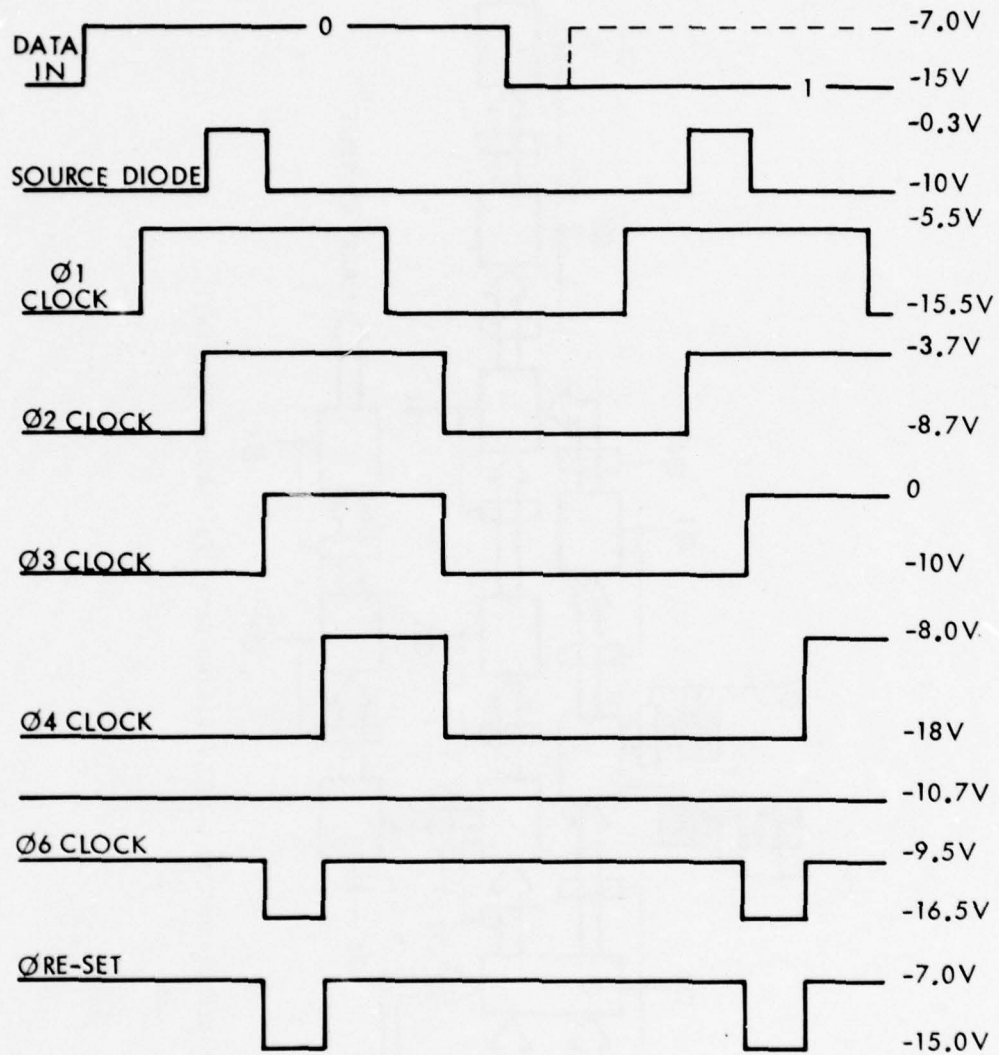 0
-7.0V
DATA
IN
1
-15V
-0.3V
SOURCE DIODE
-10V
-5.5V
Ø1
CLOCK
-15.5V
-3.7V
Ø2 CLOCK
-8.7V
0
Ø3 CLOCK
-10V
-8.0V
Ø4 CLOCK
-18V
-10.7V
Ø6 CLOCK
-9.5V
-16.5V
ØRE-SET
-7.0V
-15.0V